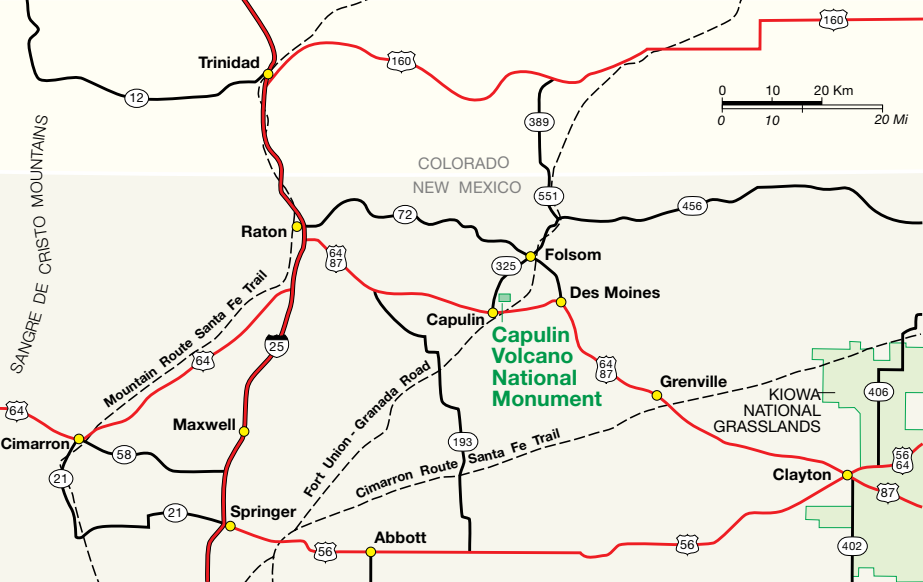 160
Trinidad
160
12
0 10 20 Km
0 10 20 Mi
389
COLORADO
NEW MEXICO
SANGRE DE CRISTO MOUNTAINS
551
456
72
Raton
64
87
Folsom
325
Des Moines
Capulin
Capulin
Volcano
National
Monument
Mountain Route Santa Fe Trail
64
25
64
87
Grenville
KIOWA
NATIONAL
GRASSLANDS
406
64
Cimarron
58
Maxwell
Fort Union - Granada Road
193
Cimarron Route Santa Fe Trail
56
64
Clayton
87
21
21
Springer
56
Abbott
56
402